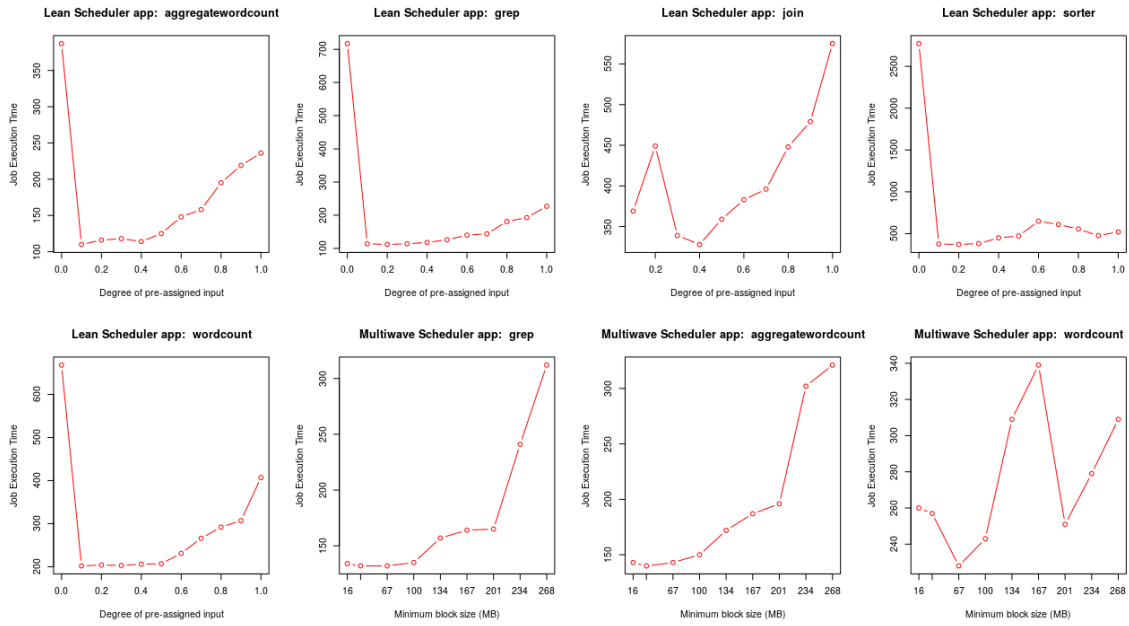 Lean Scheduler app: aggregatewordcount
Job Execution Time
350
300
250
200
150
100
0.0 0.2 0.4 0.6 0.8 1.0
Degree of pre-assigned input
Lean Scheduler app: grep
Job Execution Time
700
600
500
400
300
200
100
0.0 0.2 0.4 0.6 0.8 1.0
Degree of pre-assigned input
Lean Scheduler app: join
Job Execution Time
550
500
450
400
350
0.2 0.4 0.6 0.8 1.0
Degree of pre-assigned input
Lean Scheduler app: sorter
Job Execution Time
2500
2000
1500
1000
500
0.0 0.2 0.4 0.6 0.8 1.0
Degree of pre-assigned input
Lean Scheduler app: wordcount
Job Execution Time
600
500
400
300
200
0.0 0.2 0.4 0.6 0.8 1.0
Degree of pre-assigned input
Multiwave Scheduler app: grep
Job Execution Time
300
250
200
150
16 67 100 134 167 201 234 268
Minimum block size (MB)
Multiwave Scheduler app: aggregatewordcount
Job Execution Time
300
250
200
150
16 67 100 134 167 201 234 268
Minimum block size (MB)
Multiwave Scheduler app: wordcount
Job Execution Time
340
320
300
280
260
240
16 67 100 134 167 201 234 268
Minimum block size (MB)